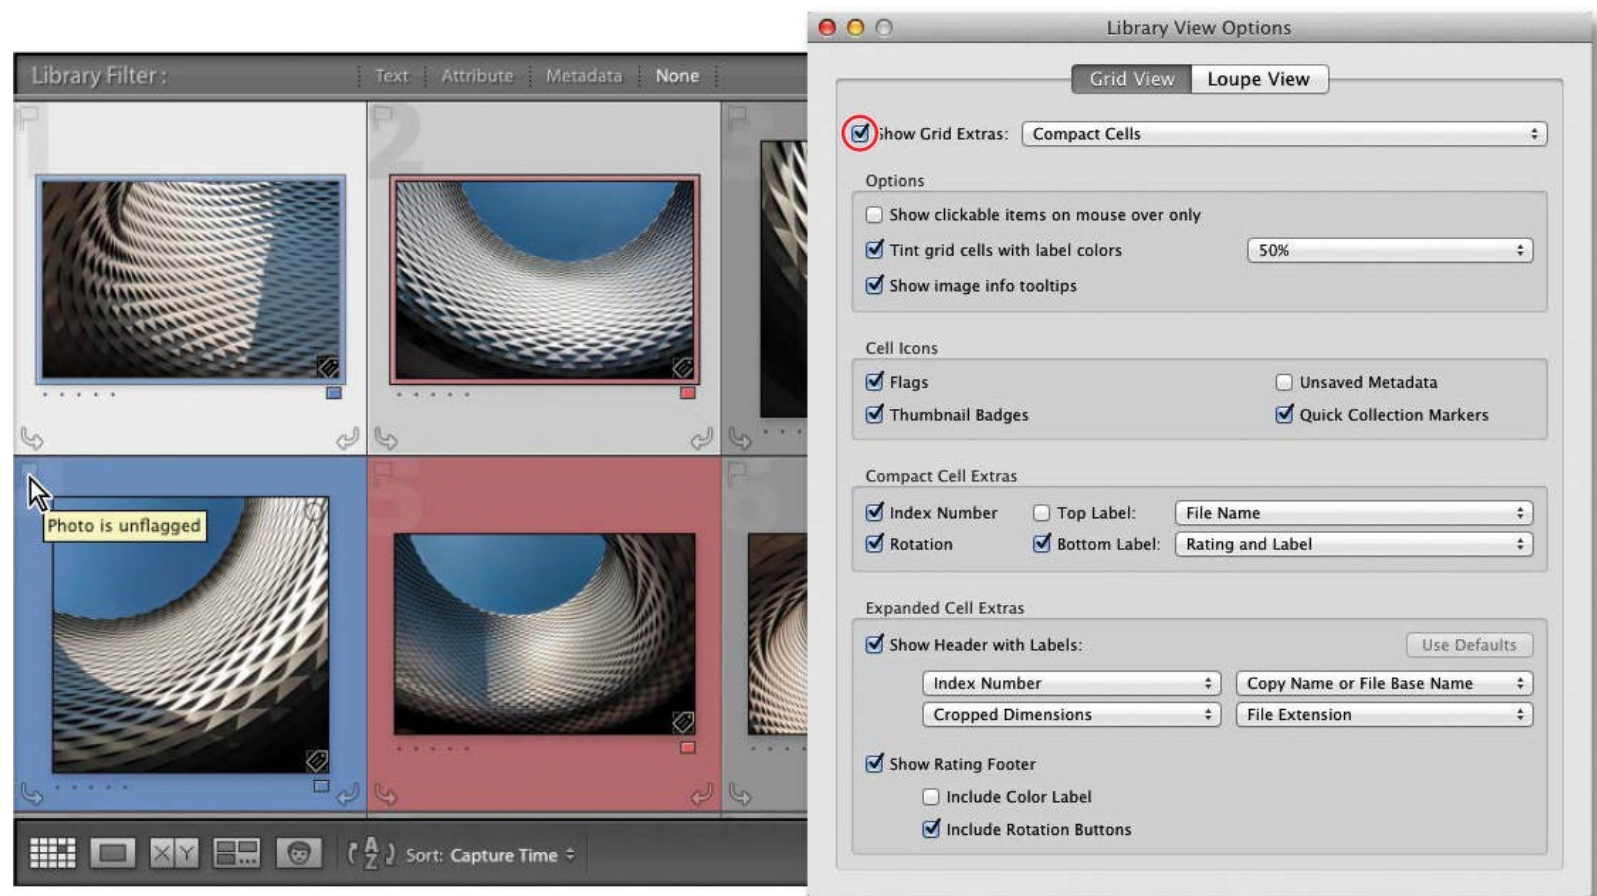 Library View Options
Library Filter :
Text
Attribute
Metadata
None
1
2
5
Photo is unflagged
Sort: Capture Time
Grid View
Loupe View
Show Grid Extras:
Compact Cells
Options
Show clickable items on mouse over only
Tint grid cells with label colors
50%
Show image info tooltips
Cell Icons
Flags
Unsaved Metadata
Thumbnail Badges
Quick Collection Markers
Compact Cell Extras
Index Number
Top Label:
File Name
Rotation
Bottom Label:
Rating and Label
Expanded Cell Extras
Show Header with Labels:
Use Defaults
Index Number
Copy Name or File Base Name
Cropped Dimensions
File Extension
Show Rating Footer
Include Color Label
Include Rotation Buttons